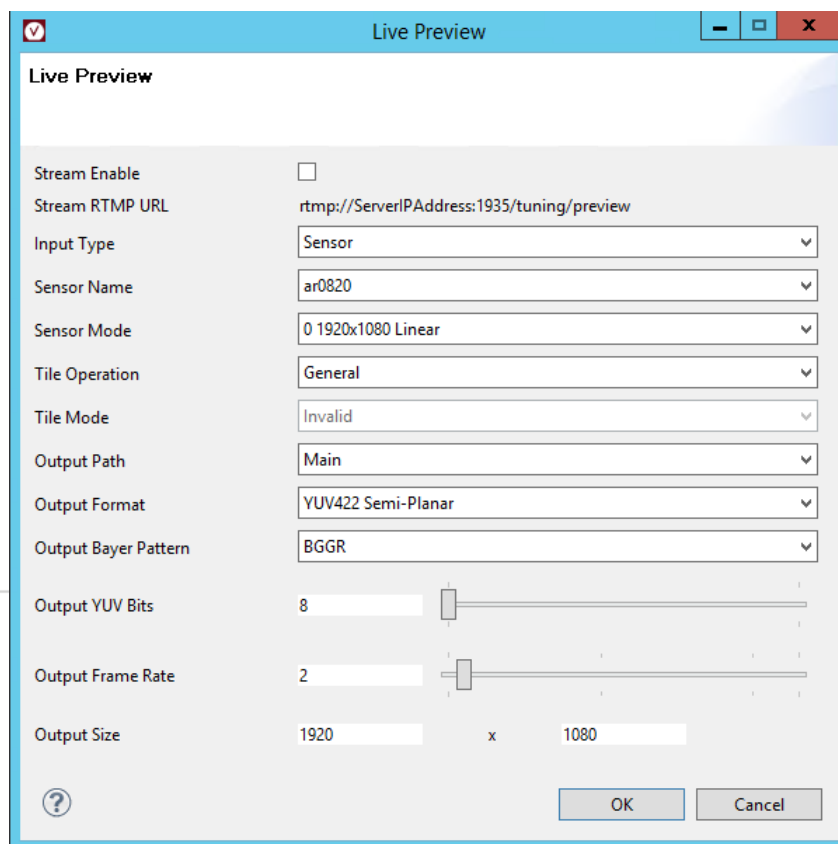 Live Preview
Live Preview
Stream Enable
Stream RTMP URL rtmp://ServerIPAddress:1935/tuning/preview
Input Type Sensor
Sensor Name ar0820
Sensor Mode 0 1920x1080 Linear
Tile Operation General
Tile Mode Invalid
Output Path Main
Output Format YUV422 Semi-Planar
Output Bayer Pattern BGGR
Output YUV Bits 8
Output Frame Rate 2
Output Size 1920 x 1080
? OK Cancel